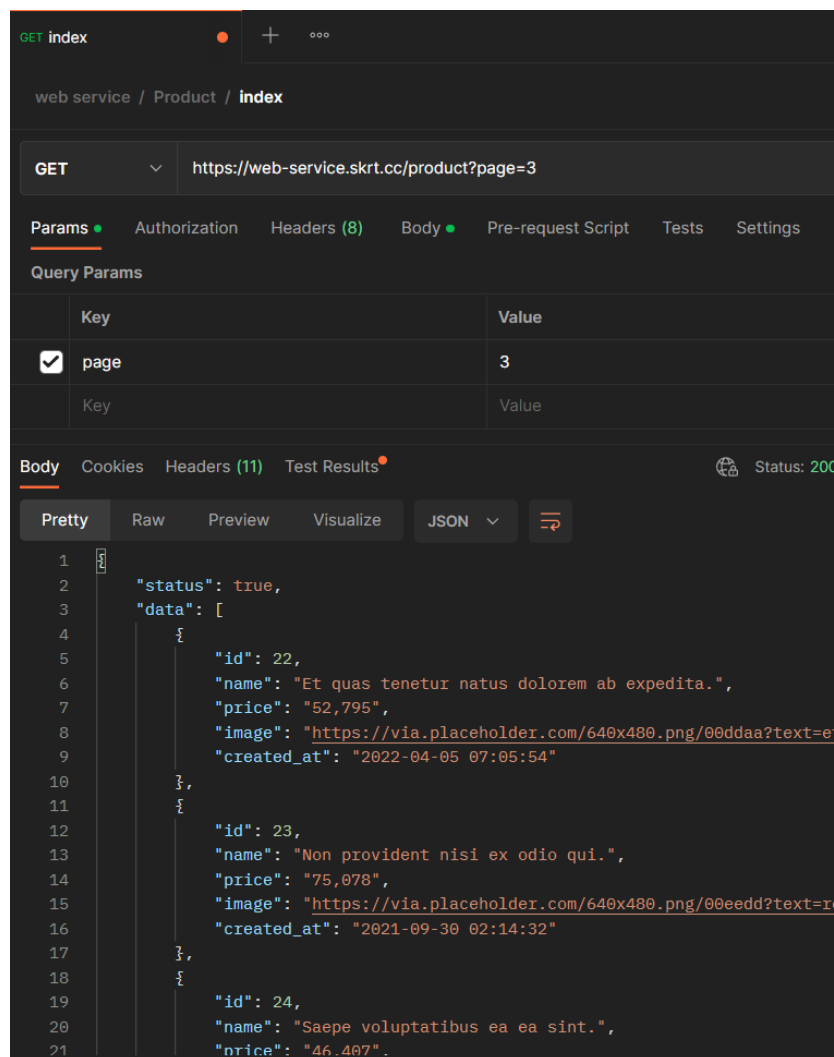 GET index
web service / Product / index
GET https://web-service.skrt.cc/product?page=3
Params Authorization Headers (8) Body Pre-request Script Tests Settings
Query Params
Key Value
page 3
Key Value
Body Cookies Headers (11) Test Results Status: 200
Pretty Raw Preview Visualize JSON
1 {
2 "status": true,
3 "data": [
4 {
5 "id": 22,
6 "name": "Et quas tenetur natus dolorem ab expedita.",
7 "price": "52,795",
8 "image": "https://via.placeholder.com/640x480.png/00ddaa?text=e
9 "created_at": "2022-04-05 07:05:54"
10 },
11 {
12 "id": 23,
13 "name": "Non provident nisi ex odio qui.",
14 "price": "75,078",
15 "image": "https://via.placeholder.com/640x480.png/00eedd?text=r
16 "created_at": "2021-09-30 02:14:32"
17 },
18 {
19 "id": 24,
20 "name": "Saepe voluptatibus ea ea sint.",
21 "price": "46,407",